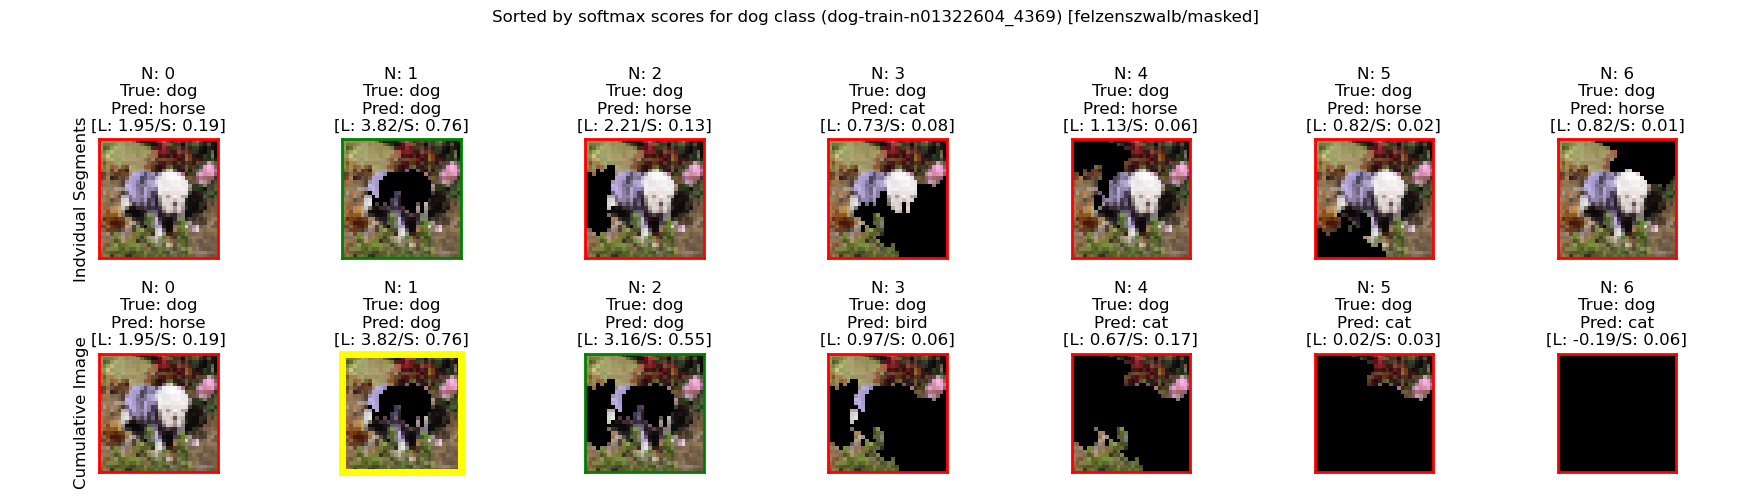 Sorted by softmax scores for dog class (dog-train-n01322604_4369) [felzenszwalb/masked]
Indvidual Segments
N: 0
True: dog
Pred: horse
[L: 1.95/S: 0.19]
N: 1
True: dog
Pred: dog
[L: 3.82/S: 0.76]
N: 2
True: dog
Pred: horse
[L: 2.21/S: 0.13]
N: 3
True: dog
Pred: cat
[L: 0.73/S: 0.08]
N: 4
True: dog
Pred: horse
[L: 1.13/S: 0.06]
N: 5
True: dog
Pred: horse
[L: 0.82/S: 0.02]
N: 6
True: dog
Pred: horse
[L: 0.82/S: 0.01]
Cumulative Image
N: 0
True: dog
Pred: horse
[L: 1.95/S: 0.19]
N: 1
True: dog
Pred: dog
[L: 3.82/S: 0.76]
N: 2
True: dog
Pred: dog
[L: 3.16/S: 0.55]
N: 3
True: dog
Pred: bird
[L: 0.97/S: 0.06]
N: 4
True: dog
Pred: cat
[L: 0.67/S: 0.17]
N: 5
True: dog
Pred: cat
[L: 0.02/S: 0.03]
N: 6
True: dog
Pred: cat
[L: -0.19/S: 0.06]